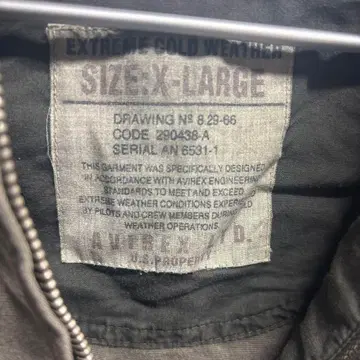 EXTREME COLD WEATHER
SIZE: X-LARGE
DRAWING Nº 8.29-66
CODE 290438-A
SERIAL AN 6531-1
THIS GARMENT WAS SPECIFICALLY DESIGNED
IN ACCORDANCE WITH AVIREX ENGINEERING
STANDARDS TO MEET AND EXCEED
EXTREME WEATHER CONDITIONS EXPERIENCED
BY PILOTS AND CREW MEMBERS DURING
WEATHER OPERATIONS
AVIREX LTD.
U.S. PROPERTY